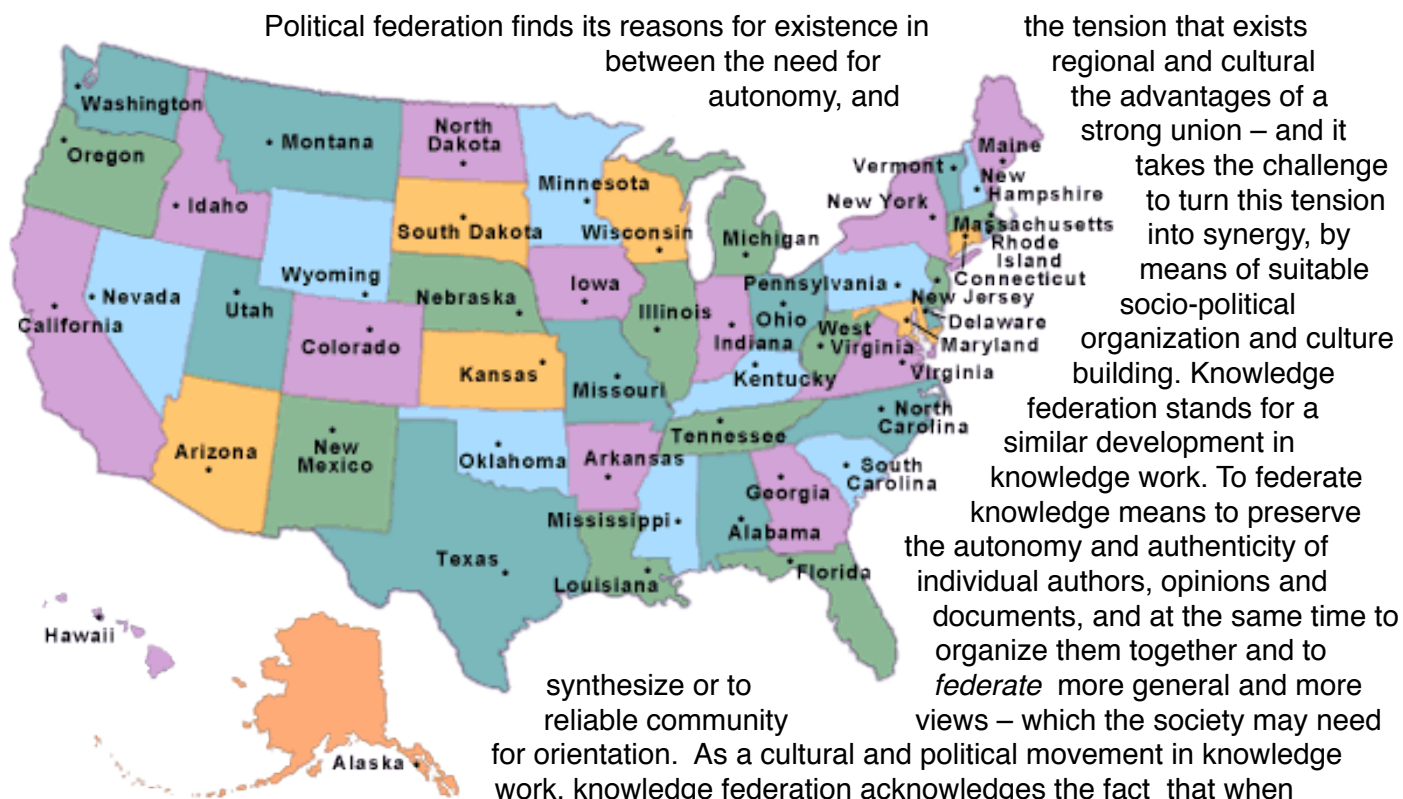 Political federation finds its reasons for existence in the tension that exists
between the need for regional and cultural
autonomy, and the advantages of a
strong union – and it
takes the challenge
to turn this tension
into synergy, by
means of suitable
socio-political
organization and culture
building. Knowledge
federation stands for a
similar development in
knowledge work. To federate
knowledge means to preserve
the autonomy and authenticity of
individual authors, opinions and
documents, and at the same time to
organize them together and to
synthesize or to federate more general and more
reliable community views – which the society may need
for orientation. As a cultural and political movement in knowledge
work, knowledge federation acknowledges the fact that when
Washington
Oregon
Montana
Idaho
North
Dakota
Minnesota
South Dakota
Wisconsin
Michigan
Maine
Vermont
New
Hampshire
New York
Massachusetts
Rhode
Island
Connecticut
Wyoming
Nebraska
Iowa
Illinois
Indiana
Ohio
Pennsylvania
New Jersey
Delaware
Maryland
West
Virginia
Virginia
California
Nevada
Utah
Colorado
Kansas
Missouri
Kentucky
North
Carolina
Tennessee
South
Carolina
Arizona
New
Mexico
Oklahoma
Arkansas
Mississippi
Alabama
Georgia
Texas
Louisiana
Florida
Hawaii
Alaska